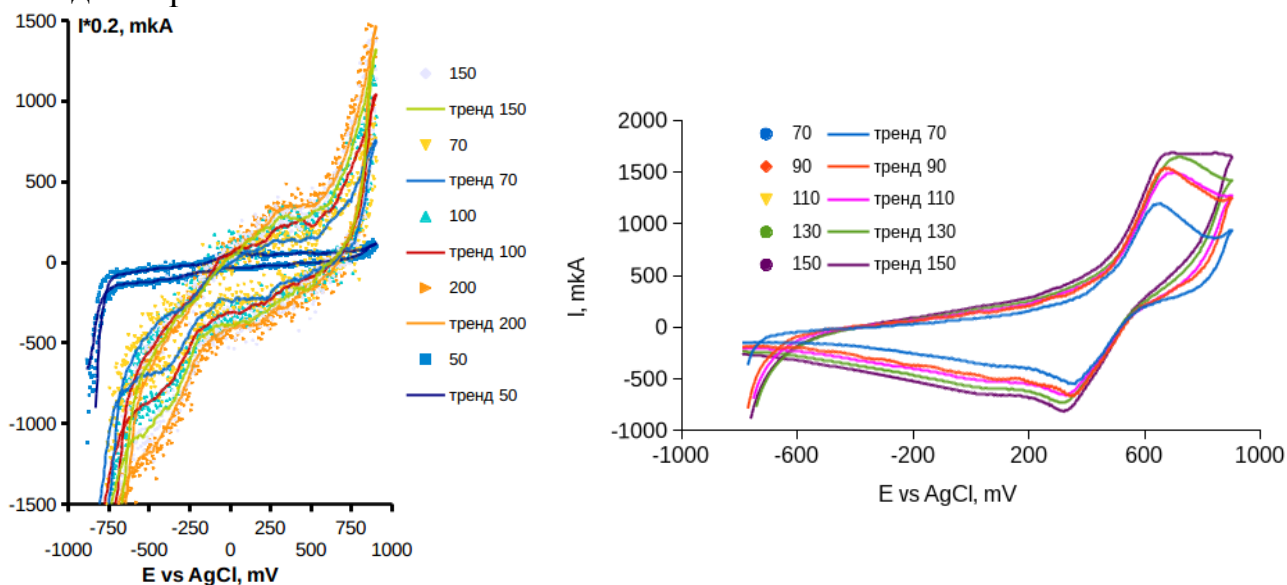 1500
I*0.2, mkA
1000
500
0
-500
-1000
-1500
-750 -250 250 750
-1000 -500 0 500 1000
E vs AgCl, mV
150
тренд 150
70
тренд 70
100
тренд 100
200
тренд 200
50
тренд 50
2000
1500
1000
500
0
-500
-1000
I, mkA
70 тренд 70
90 тренд 90
110 тренд 110
130 тренд 130
150 тренд 150
-1000 -600 -200 200 600 1000
E vs AgCl, mV